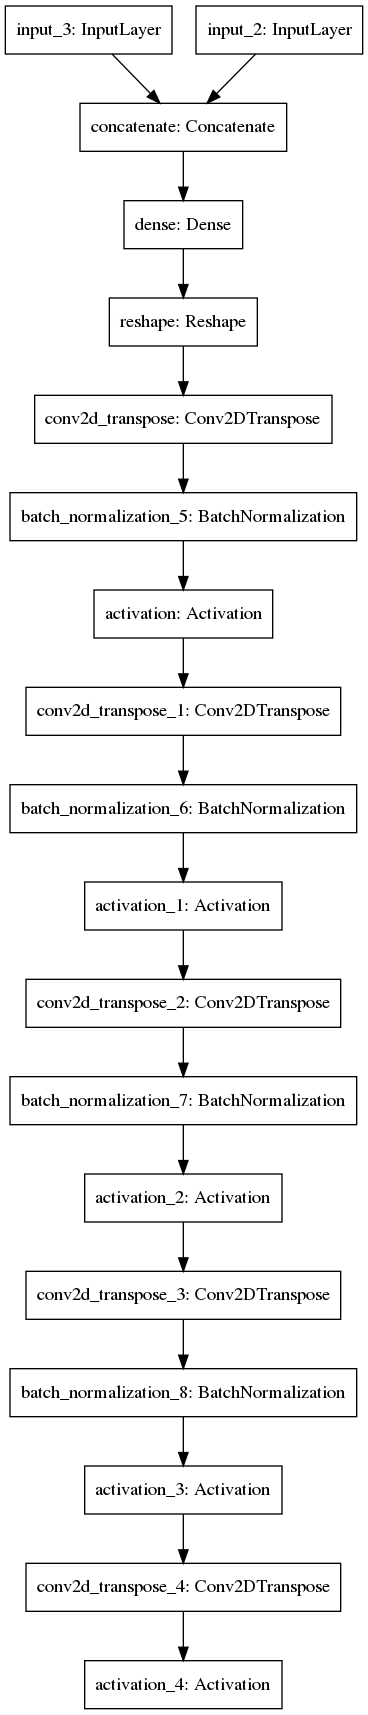 input_3: InputLayer
input_2: InputLayer
concatenate: Concatenate
dense: Dense
reshape: Reshape
conv2d_transpose: Conv2DTranspose
batch_normalization_5: BatchNormalization
activation: Activation
conv2d_transpose_1: Conv2DTranspose
batch_normalization_6: BatchNormalization
activation_1: Activation
conv2d_transpose_2: Conv2DTranspose
batch_normalization_7: BatchNormalization
activation_2: Activation
conv2d_transpose_3: Conv2DTranspose
batch_normalization_8: BatchNormalization
activation_3: Activation
conv2d_transpose_4: Conv2DTranspose
activation_4: Activation